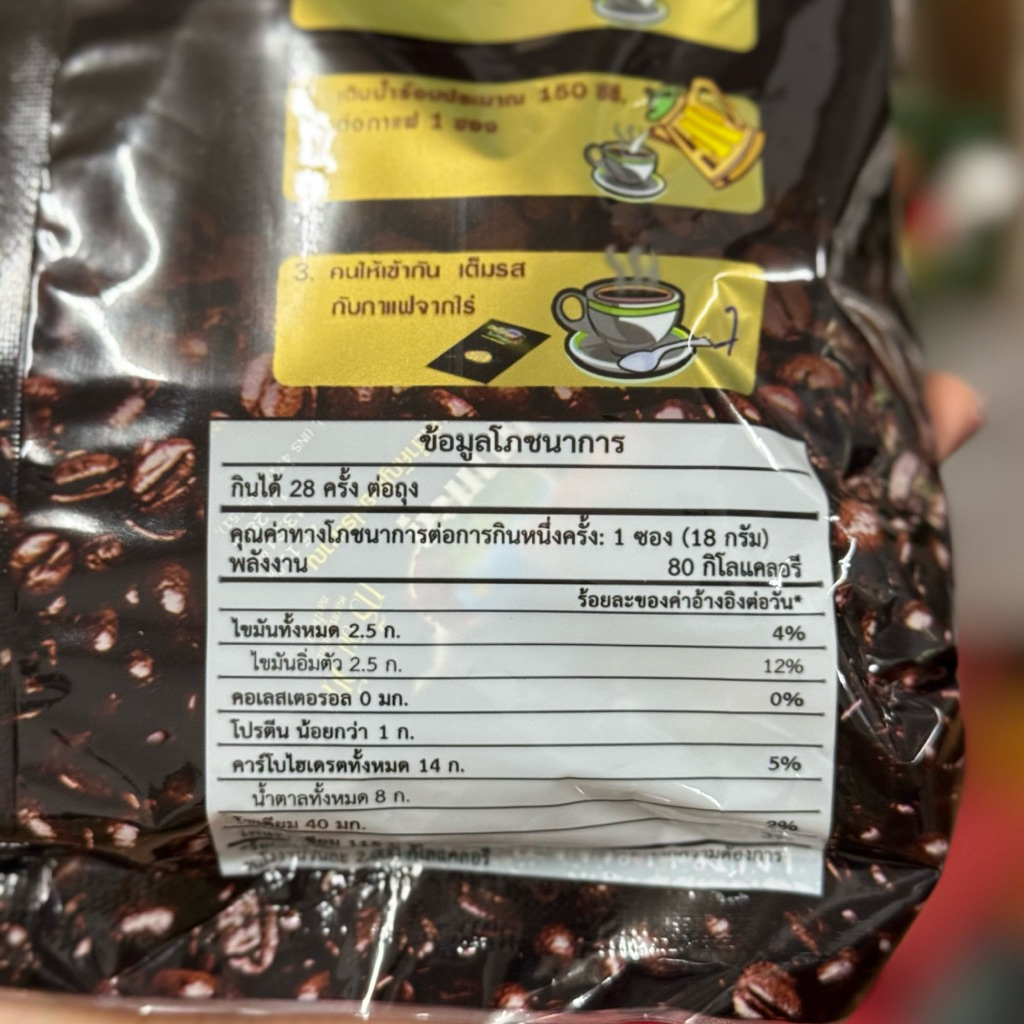 เติมน้ำร้อนประมาณ 150 ซีซี.
ต่อกาแฟ 1 ซอง
3. คนให้เข้ากัน เต็มรส
กับกาแฟจากไร่
ข้อมูลโภชนาการ
กินได้ 28 ครั้ง ต่อถุง
คุณค่าทางโภชนาการต่อการกินหนึ่งครั้ง: 1 ซอง (18 กรัม)
พลังงาน 80 กิโลแคลอรี
ร้อยละของค่าอ้างอิงต่อวัน*
ไขมันทั้งหมด 2.5 ก. 4%
ไขมันอิ่มตัว 2.5 ก. 12%
คอเลสเตอรอล 0 มก. 0%
โปรตีน น้อยกว่า 1 ก.
คาร์โบไฮเดรตทั้งหมด 14 ก. 5%
น้ำตาลทั้งหมด 8 ก.
โซเดียม 40 มก. 2%